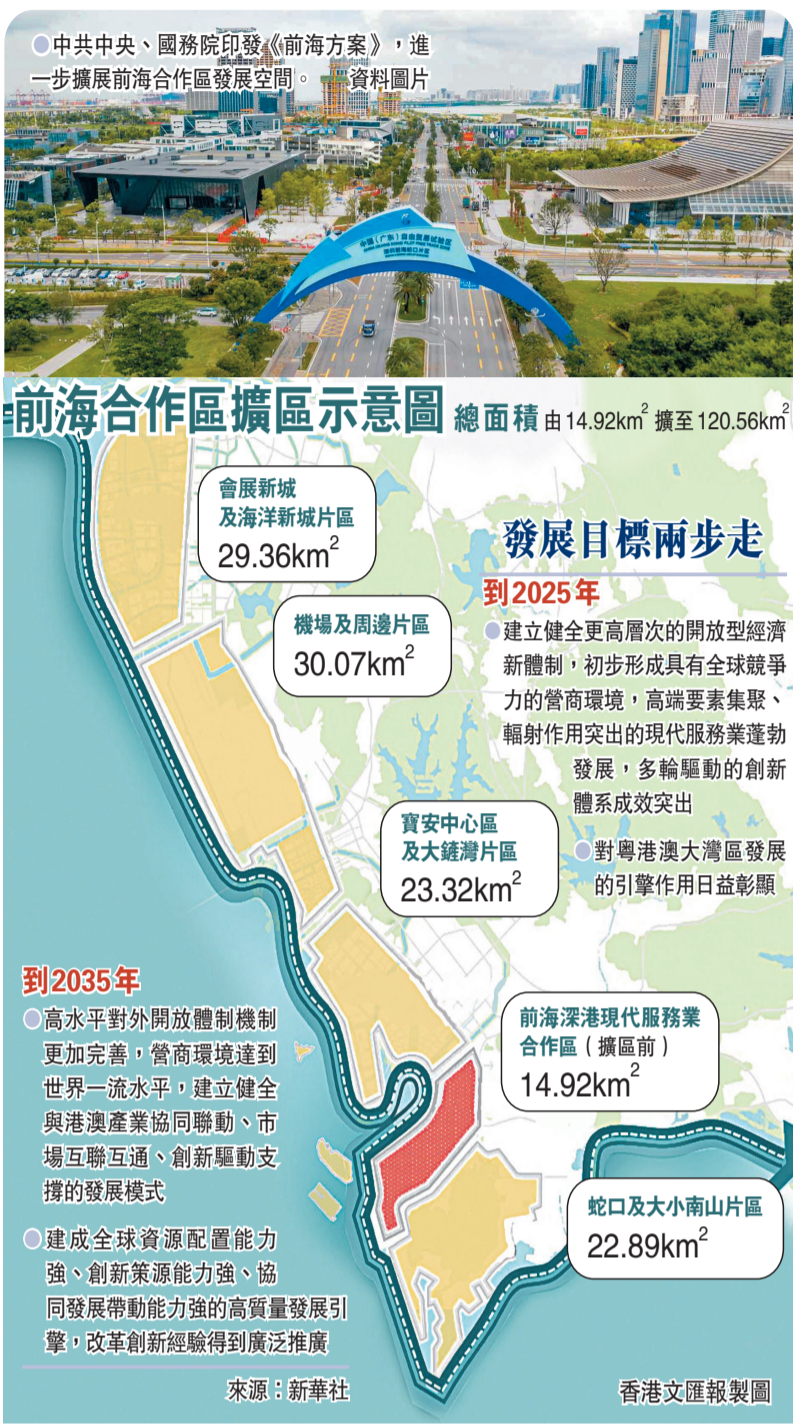 ●中共中央、國務院印發《前海方案》，進
一步擴展前海合作區發展空間。 資料圖片
中国（广东）自由贸易试验区
前海合作區擴區示意圖 總面積 由14.92km² 擴至120.56km²
會展新城
及海洋新城片區
29.36km²
機場及周邊片區
30.07km²
寶安中心區
及大鏟灣片區
23.32km²
前海深港現代服務業
合作區（擴區前）
14.92km²
蛇口及大小南山片區
22.89km²
發展目標兩步走
到2025年
●建立健全更高層次的開放型經濟
新體制，初步形成具有全球競爭
力的營商環境，高端要素集聚、
輻射作用突出的現代服務業蓬勃
發展，多輪驅動的創新
體系成效突出
●對粵港澳大灣區發展
的引擎作用日益彰顯
到2035年
●高水平對外開放體制機制
更加完善，營商環境達到
世界一流水平，建立健全
與港澳產業協同聯動、市
場互聯互通、創新驅動支
撐的發展模式
●建成全球資源配置能力
強、創新策源能力強、協
同發展帶動能力強的高質量發展引
擎，改革創新經驗得到廣泛推廣
來源：新華社
香港文匯報製圖